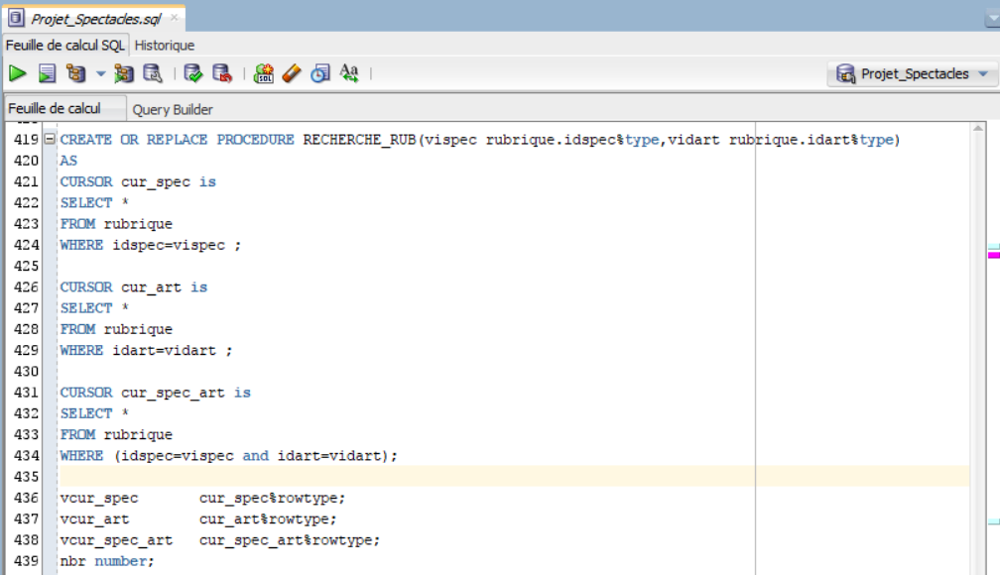 Projet_Spectacles.sql ×
Feuille de calcul SQL Historique
Projet_Spectacles
Feuille de calcul Query Builder
419 CREATE OR REPLACE PROCEDURE RECHERCHE_RUB(vispec rubrique.idspec%type,vidart rubrique.idart%type)
420 AS
421 CURSOR cur_spec is
422 SELECT *
423 FROM rubrique
424 WHERE idspec=vispec ;
425
426 CURSOR cur_art is
427 SELECT *
428 FROM rubrique
429 WHERE idart=vidart ;
430
431 CURSOR cur_spec_art is
432 SELECT *
433 FROM rubrique
434 WHERE (idspec=vispec and idart=vidart);
435
436 vcur_spec cur_spec%rowtype;
437 vcur_art cur_art%rowtype;
438 vcur_spec_art cur_spec_art%rowtype;
439 nbr number;